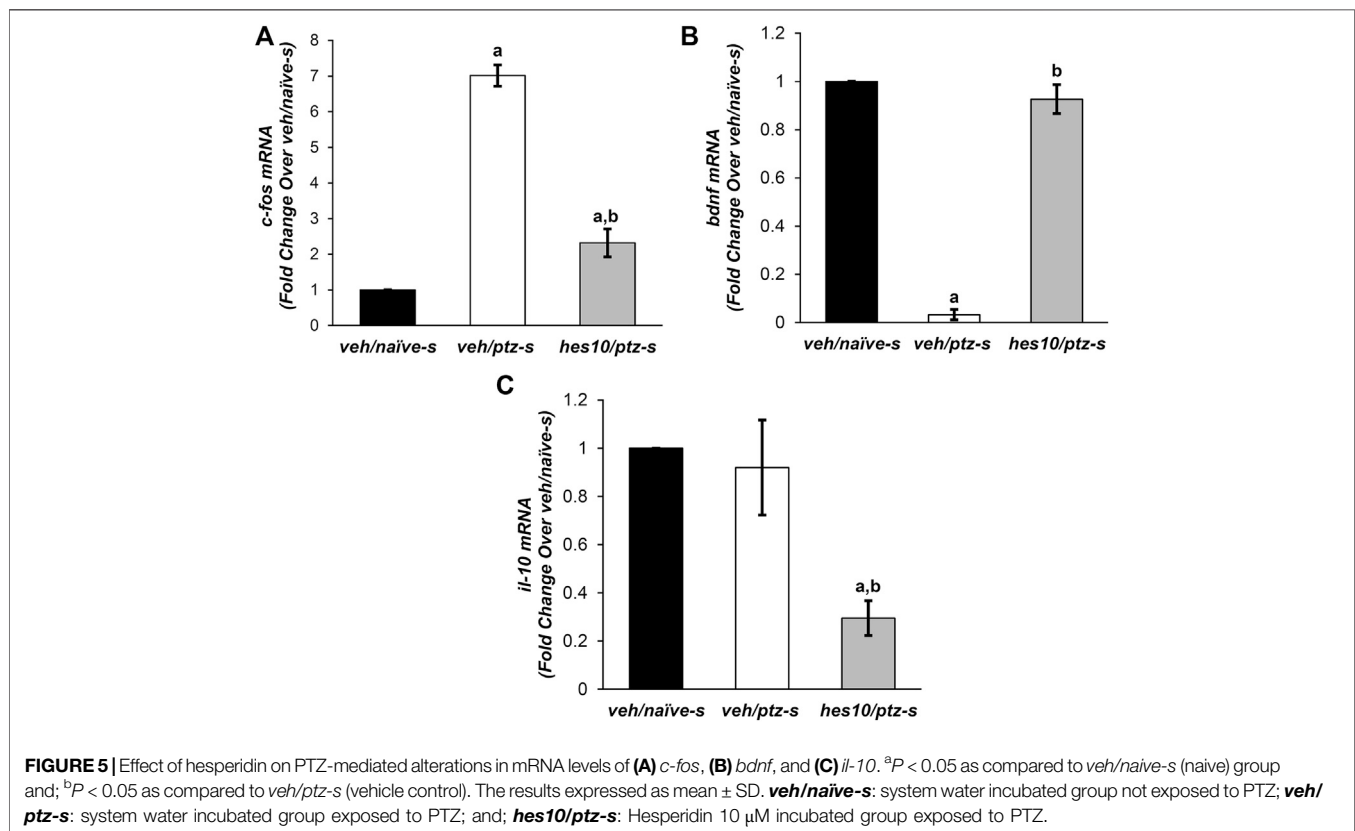 A
c-fos mRNA
(Fold Change Over veh/naïve-s)
8
7
6
5
4
3
2
1
0
a
a,b
veh/naïve-s veh/ptz-s hes10/ptz-s
B
bdnf mRNA
(Fold Change Over veh/naïve-s)
1.2
1
0.8
0.6
0.4
0.2
0
a
b
veh/naïve-s veh/ptz-s hes10/ptz-s
C
il-10 mRNA
(Fold Change Over veh/naïve-s)
1.2
1
0.8
0.6
0.4
0.2
0
a,b
veh/naïve-s veh/ptz-s hes10/ptz-s
FIGURE 5 | Effect of hesperidin on PTZ-mediated alterations in mRNA levels of (A) c-fos, (B) bdnf, and (C) il-10. aP < 0.05 as compared to veh/naive-s (naive) group
and; bP < 0.05 as compared to veh/ptz-s (vehicle control). The results expressed as mean ± SD. veh/naïve-s: system water incubated group not exposed to PTZ; veh/
ptz-s: system water incubated group exposed to PTZ; and; hes10/ptz-s: Hesperidin 10 μM incubated group exposed to PTZ.